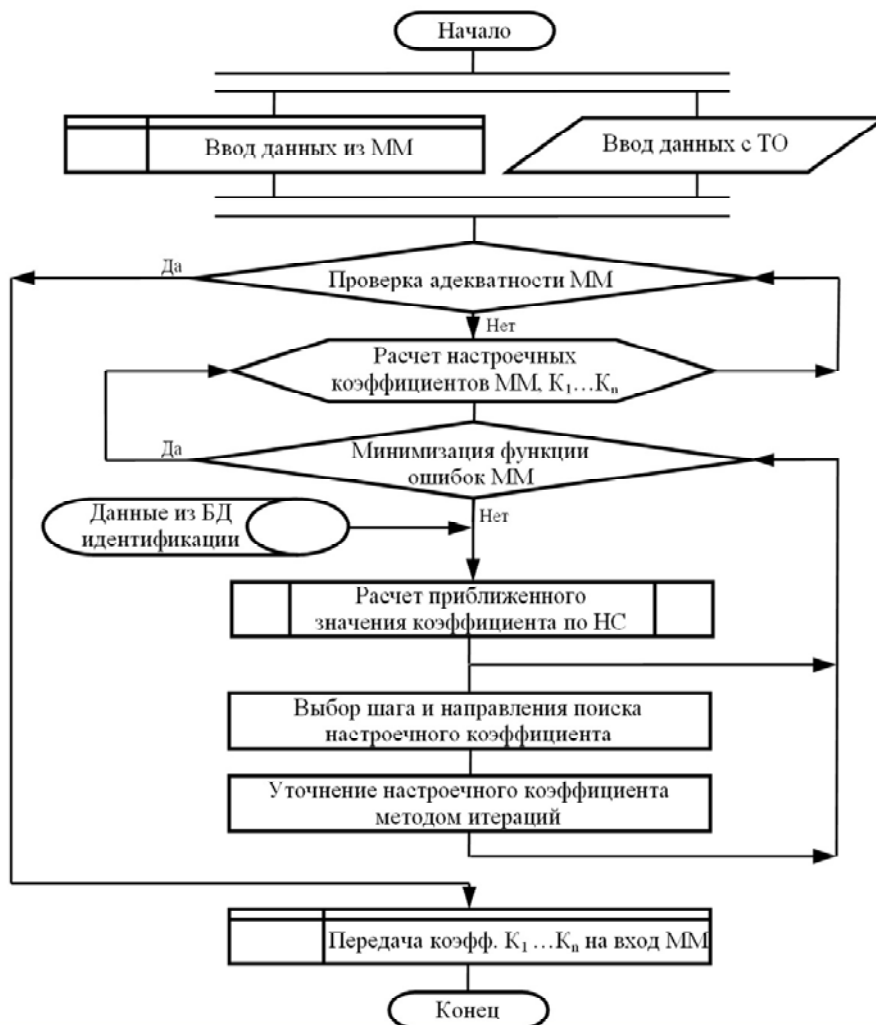 Начало
Ввод данных из ММ
Ввод данных с ТО
Да
Проверка адекватности ММ
Нет
Расчет настроечных
коэффициентов ММ, K₁…Kₙ
Да
Минимизация функции
ошибок ММ
Нет
Данные из БД
идентификации
Расчет приближенного
значения коэффициента по НС
Выбор шага и направления поиска
настроечного коэффициента
Уточнение настроечного коэффициента
методом итераций
Передача коэфф. K₁ …Kₙ на вход ММ
Конец